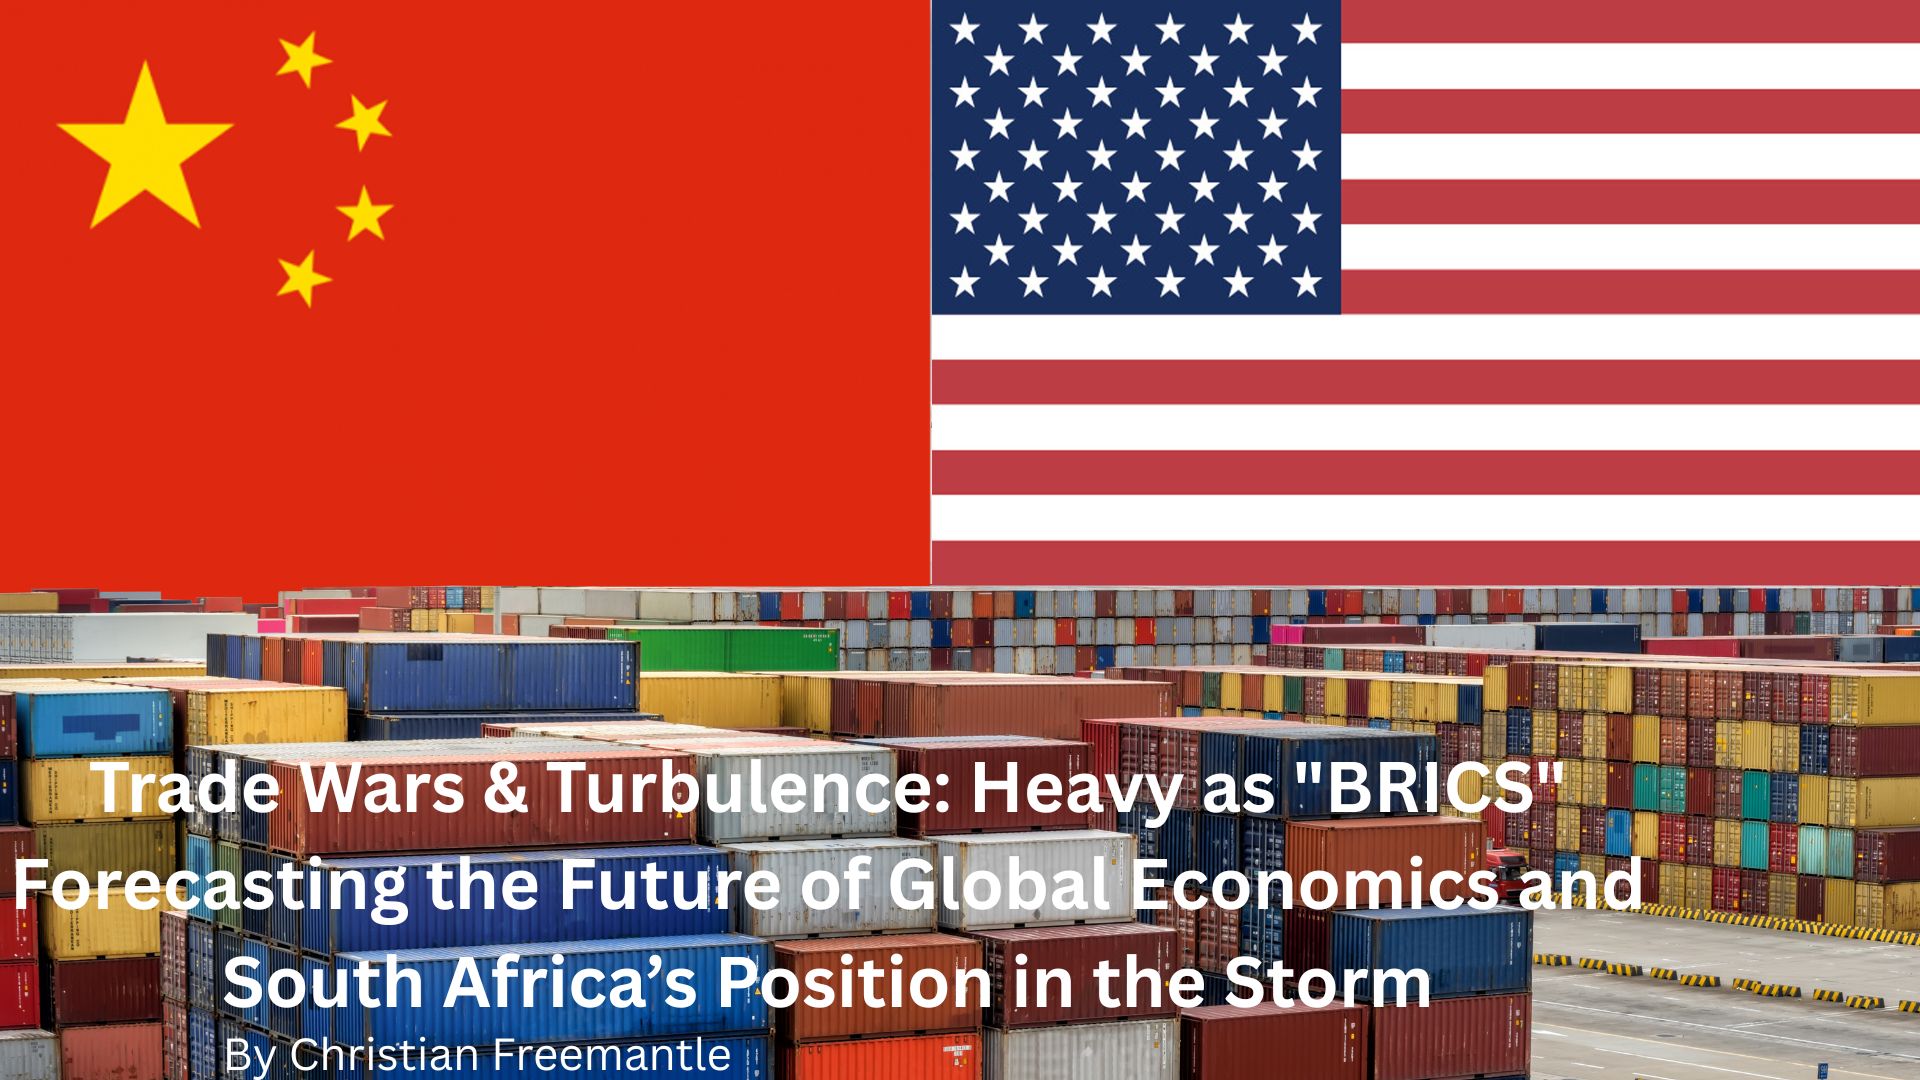 Trade Wars & Turbulence: Heavy as "BRICS"
Forecasting the Future of Global Economics and
South Africa’s Position in the Storm
By Christian Freemantle